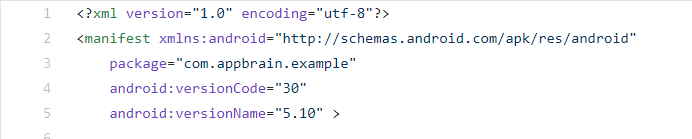 1 <?xml version="1.0" encoding="utf-8"?>
2 <manifest xmlns:android="http://schemas.android.com/apk/res/android"
3 package="com.appbrain.example"
4 android:versionCode="30"
5 android:versionName="5.10" >